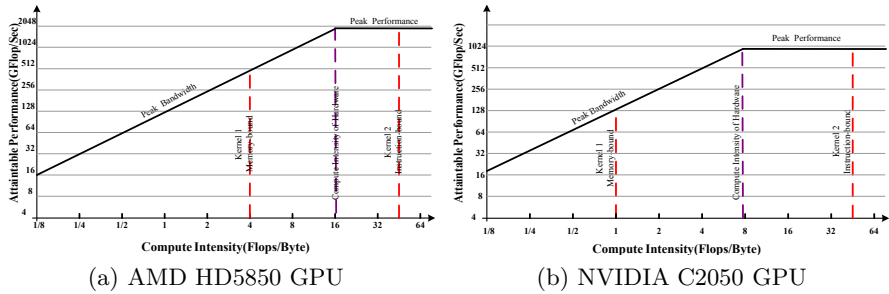 Attaintable Performance(GFlop/Sec)
2048
1024
512
256
128
64
32
16
8
4
Peak Performance
Peak Bandwidth
Kernel 1
Memory-bound
Compute Intensity of Hardware
Kernel 2
Instruction-bound
1/8 1/4 1/2 1 2 4 8 16 32 64
Compute Intensity(Flops/Byte)
(a) AMD HD5850 GPU
Attaintable Performance(GFlop/Sec)
1024
512
256
128
64
32
16
8
4
Peak Performance
Peak Bandwidth
Kernel 1
Memory-bound
Compute Intensity of Hardware
Kernel 2
Instruction-bound
1/8 1/4 1/2 1 2 4 8 16 32 64
Compute Intensity(Flops/Byte)
(b) NVIDIA C2050 GPU